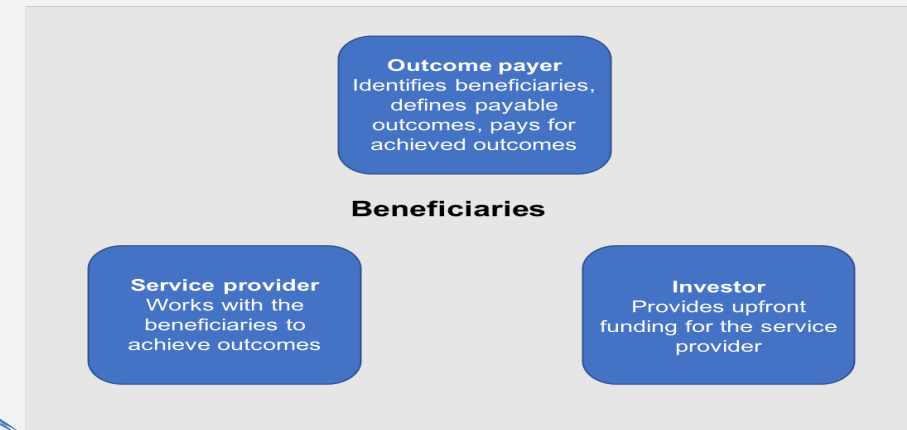 Outcome payer
Identifies beneficiaries,
defines payable
outcomes, pays for
achieved outcomes
Beneficiaries
Service provider
Works with the
beneficiaries to
achieve outcomes
Investor
Provides upfront
funding for the service
provider